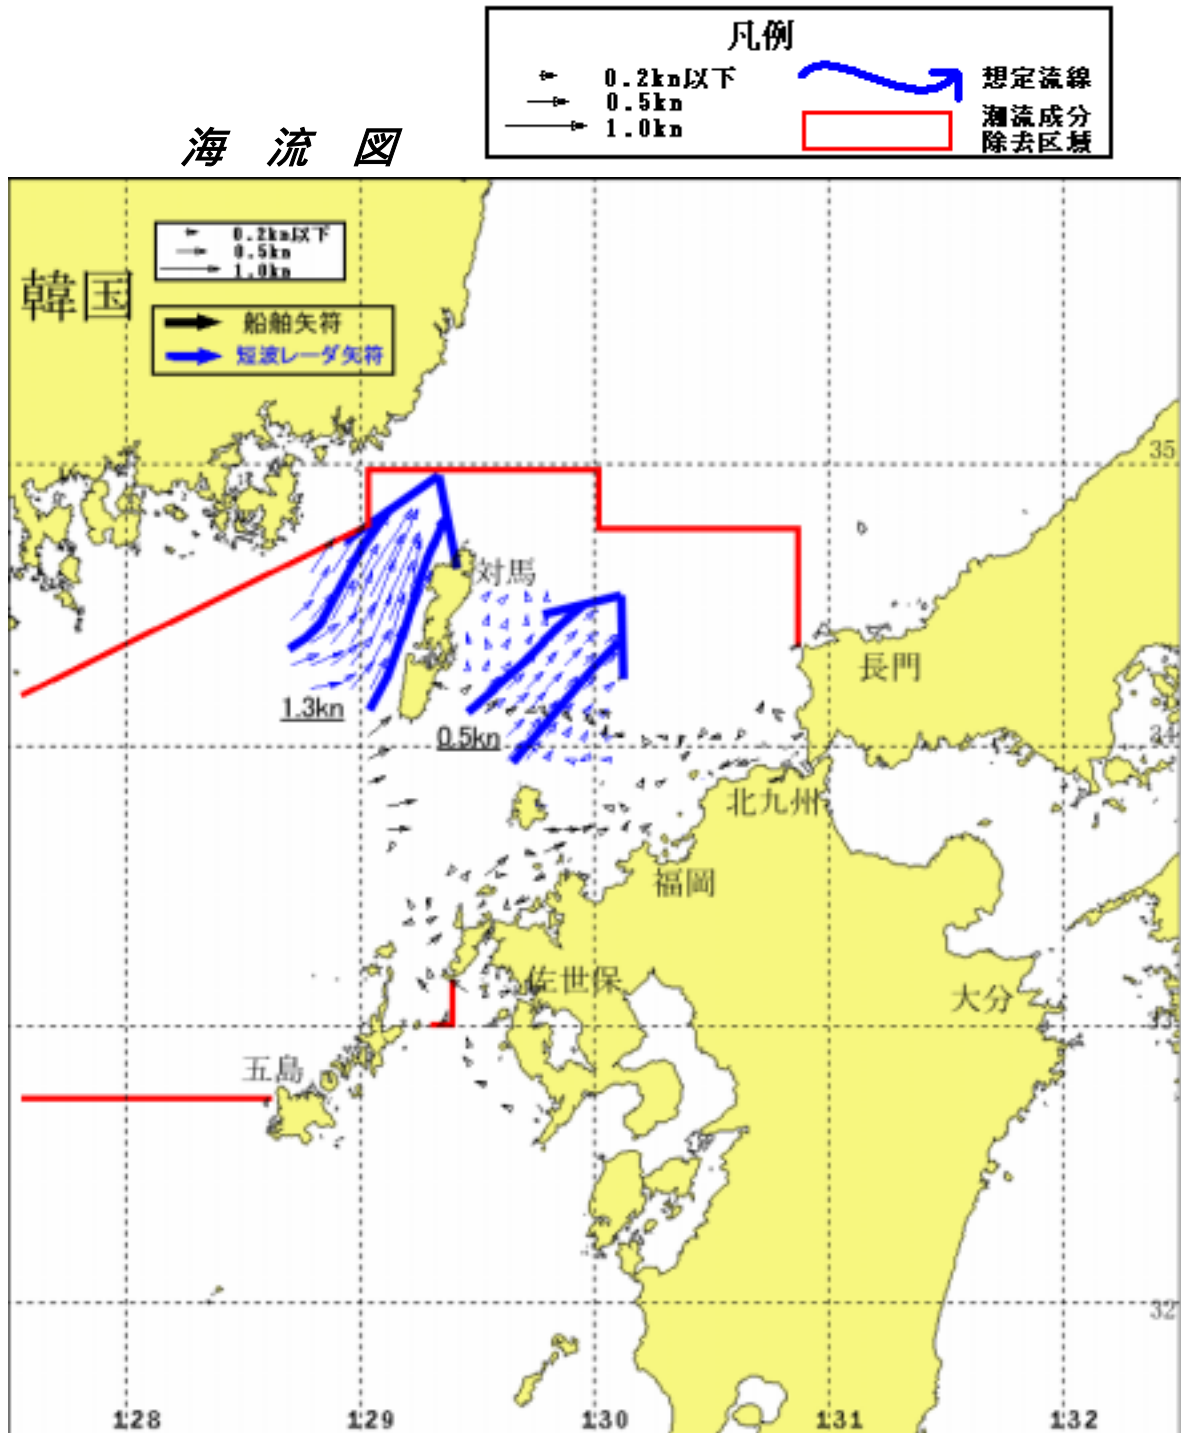 凡例
0.2kn以下
0.5kn
1.0kn
想定流線
潮流成分
除去区域
海流図
0.2kn以下
0.5kn
1.0kn
韓国
船舶矢符
短波レーダ矢符
35
対馬
長門
1.3kn
0.5kn
34
北九州
福岡
佐世保
大分
33
五島
32
128
129
130
131
132